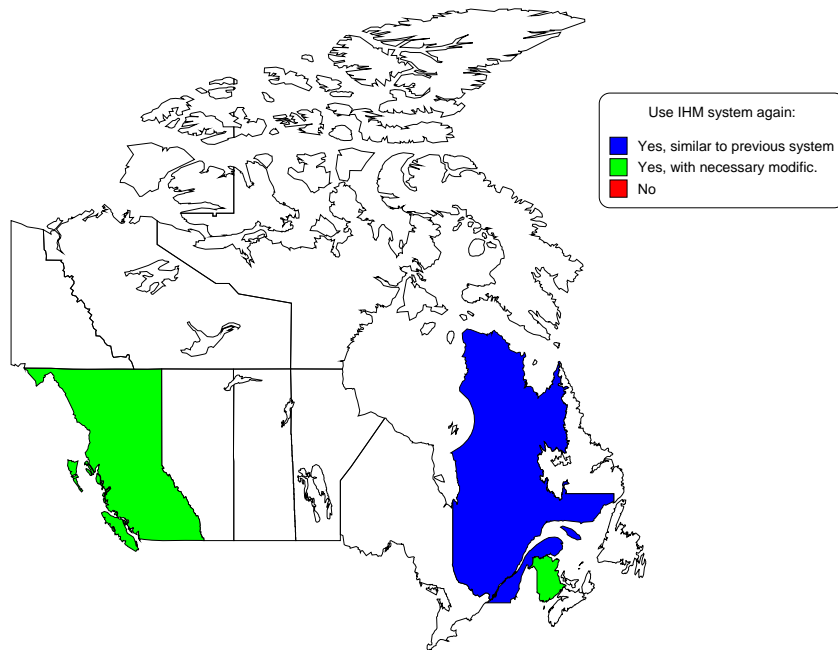 Use IHM system again:
Yes, similar to previous system
Yes, with necessary modific.
No